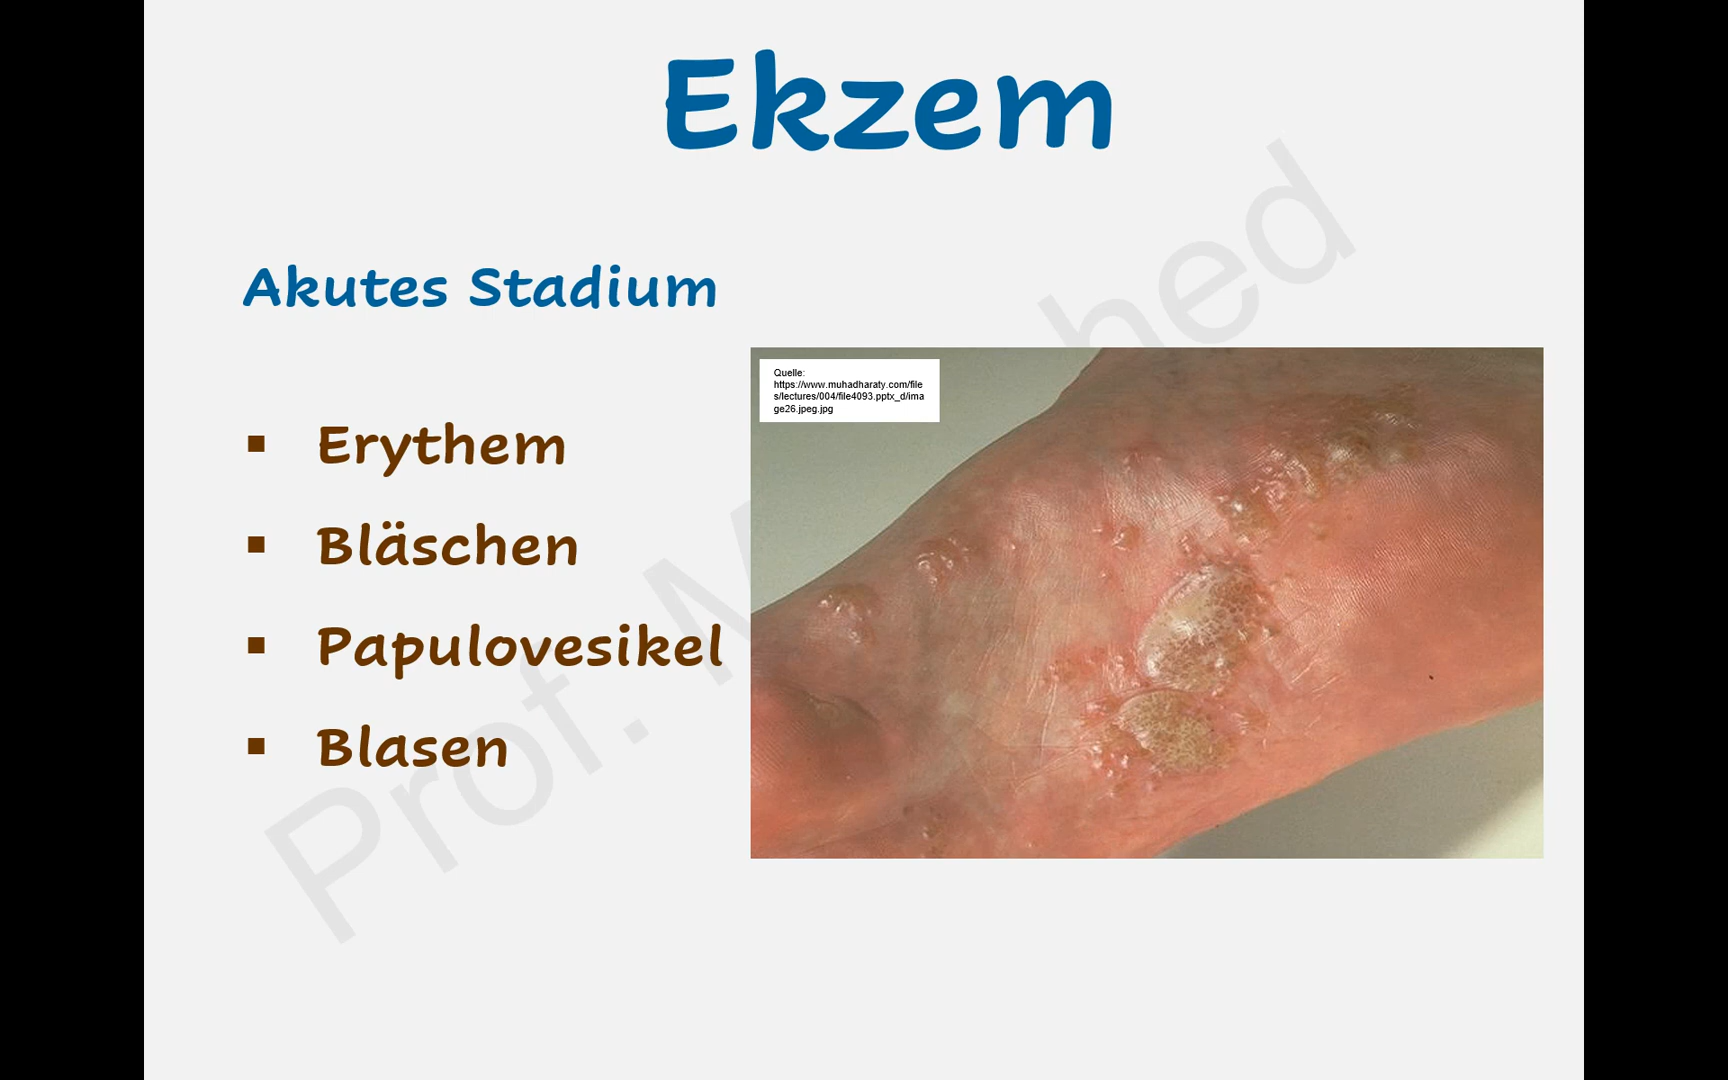 Ekzem
Akutes Stadium
Quelle:
https://www.muhadharaty.com/file
s/lectures/004/file4093.pptx_d/ima
ge26.jpeg.jpg
▪ Erythem
▪ Bläschen
▪ Papulovesikel
▪ Blasen
Prof. M
hed